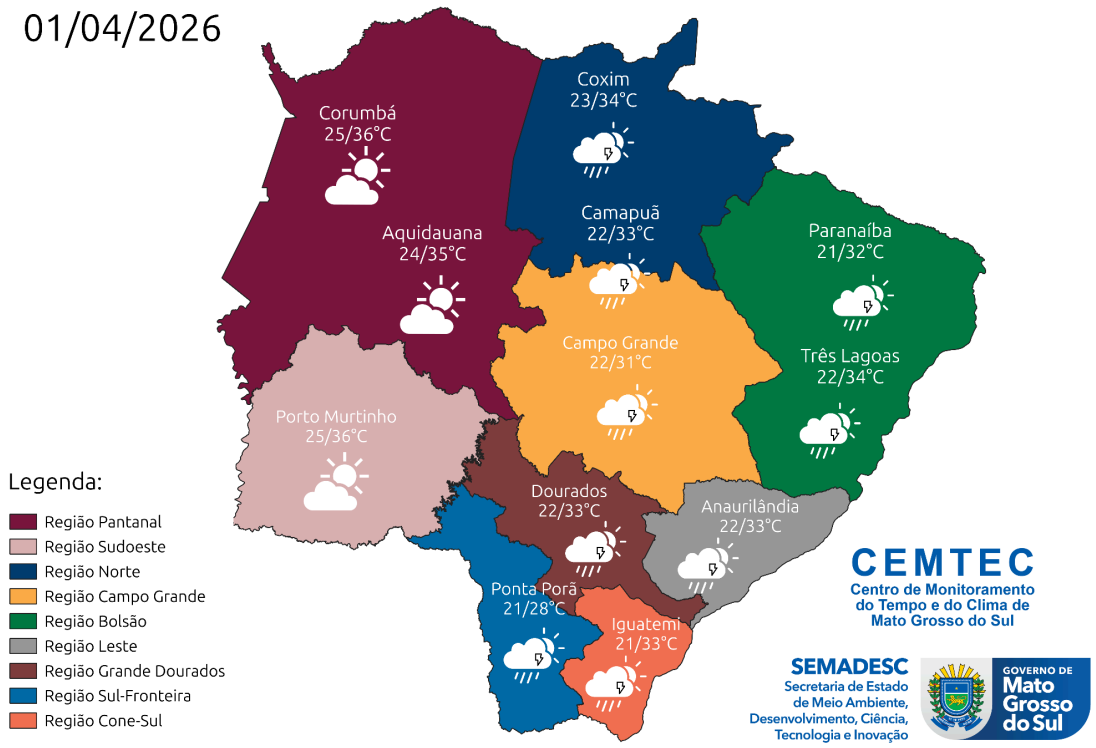 01/04/2026
Coxim
23/34°C
Corumbá
25/36°C
Camapuã
22/33°C
Aquidauana
24/35°C
Paranaíba
21/32°C
Campo Grande
22/31°C
Três Lagoas
22/34°C
Porto Murtinho
25/36°C
Dourados
22/33°C
Anaurilândia
22/33°C
Ponta Porã
21/28°C
Iguatemi
21/33°C
Legenda:
Região Pantanal
Região Sudoeste
Região Norte
Região Campo Grande
Região Bolsão
Região Leste
Região Grande Dourados
Região Sul-Fronteira
Região Cone-Sul
CEMTEC
Centro de Monitoramento
do Tempo e do Clima de
Mato Grosso do Sul
SEMADESC
Secretaria de Estado
de Meio Ambiente,
Desenvolvimento, Ciência,
Tecnologia e Inovação
GOVERNO DE
Mato
Grosso
do Sul